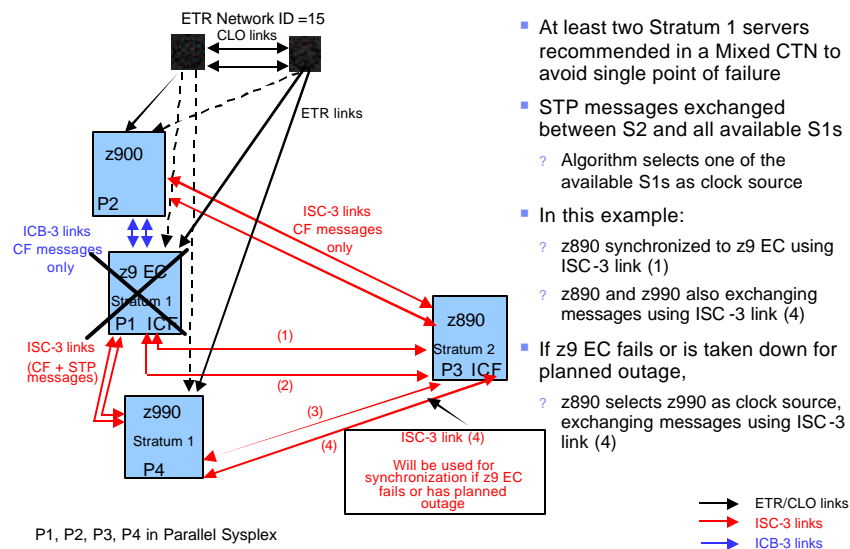 ETR Network ID =15
CLO links
ETR links
z900
P2
ICB-3 links
CF messages
only
ISC-3 links
CF messages
only
z9 EC
Stratum 1
P1 ICF
ISC-3 links
(CF + STP
messages)
(1)
(2)
(3)
(4)
z890
Stratum 2
P3 ICF
z990
Stratum 1
P4
ISC-3 link (4)
Will be used for
synchronization if z9 EC
fails or has planned
outage
P1, P2, P3, P4 in Parallel Sysplex
At least two Stratum 1 servers
recommended in a Mixed CTN to
avoid single point of failure
STP messages exchanged
between S2 and all available S1s
? Algorithm selects one of the
available S1s as clock source
In this example:
? z890 synchronized to z9 EC using
ISC-3 link (1)
? z890 and z990 also exchanging
messages using ISC -3 link (4)
If z9 EC fails or is taken down for
planned outage,
? z890 selects z990 as clock source,
exchanging messages using ISC-3
link (4)
ETR/CLO links
ISC-3 links
ICB-3 links